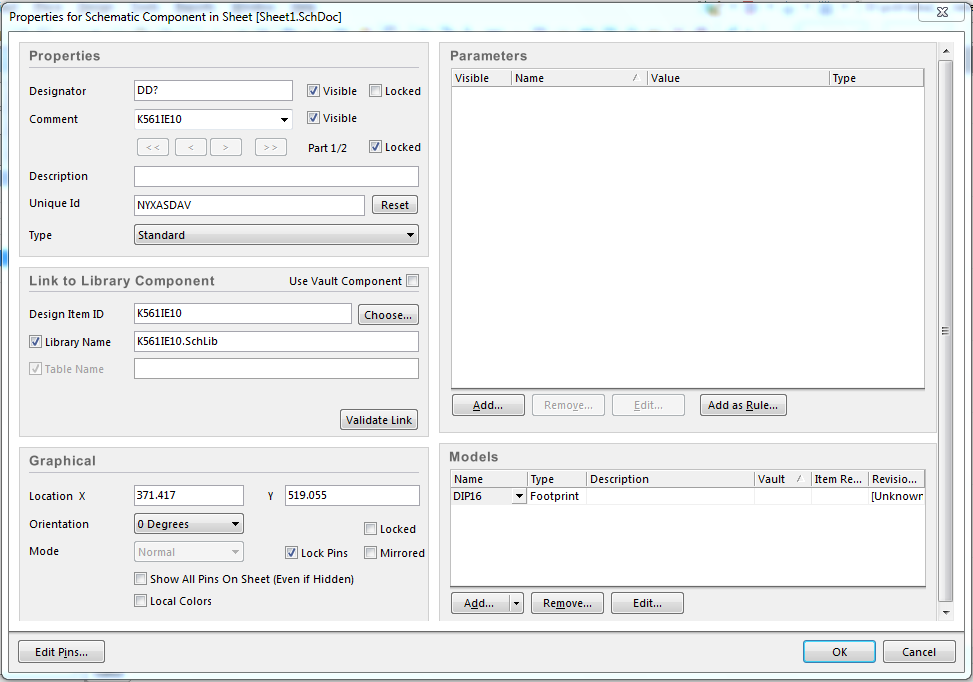 Properties for Schematic Component in Sheet [Sheet1.SchDoc]
Properties
Designator DD? Visible Locked
Comment K561IE10 Visible
<< < > >> Part 1/2 Locked
Description
Unique Id NYXASDAV Reset
Type Standard
Link to Library Component Use Vault Component
Design Item ID K561IE10 Choose...
Library Name K561IE10.SchLib
Table Name
Validate Link
Graphical
Location X 371.417 Y 519.055
Orientation 0 Degrees Locked
Mode Normal Lock Pins Mirrored
Show All Pins On Sheet (Even if Hidden)
Local Colors
Parameters
Visible Name Value Type
Add... Remove... Edit... Add as Rule...
Models
Name Type Description Vault Item Re... Revisio...
DIP16 Footprint [Unknown
Add... Remove... Edit...
Edit Pins... OK Cancel